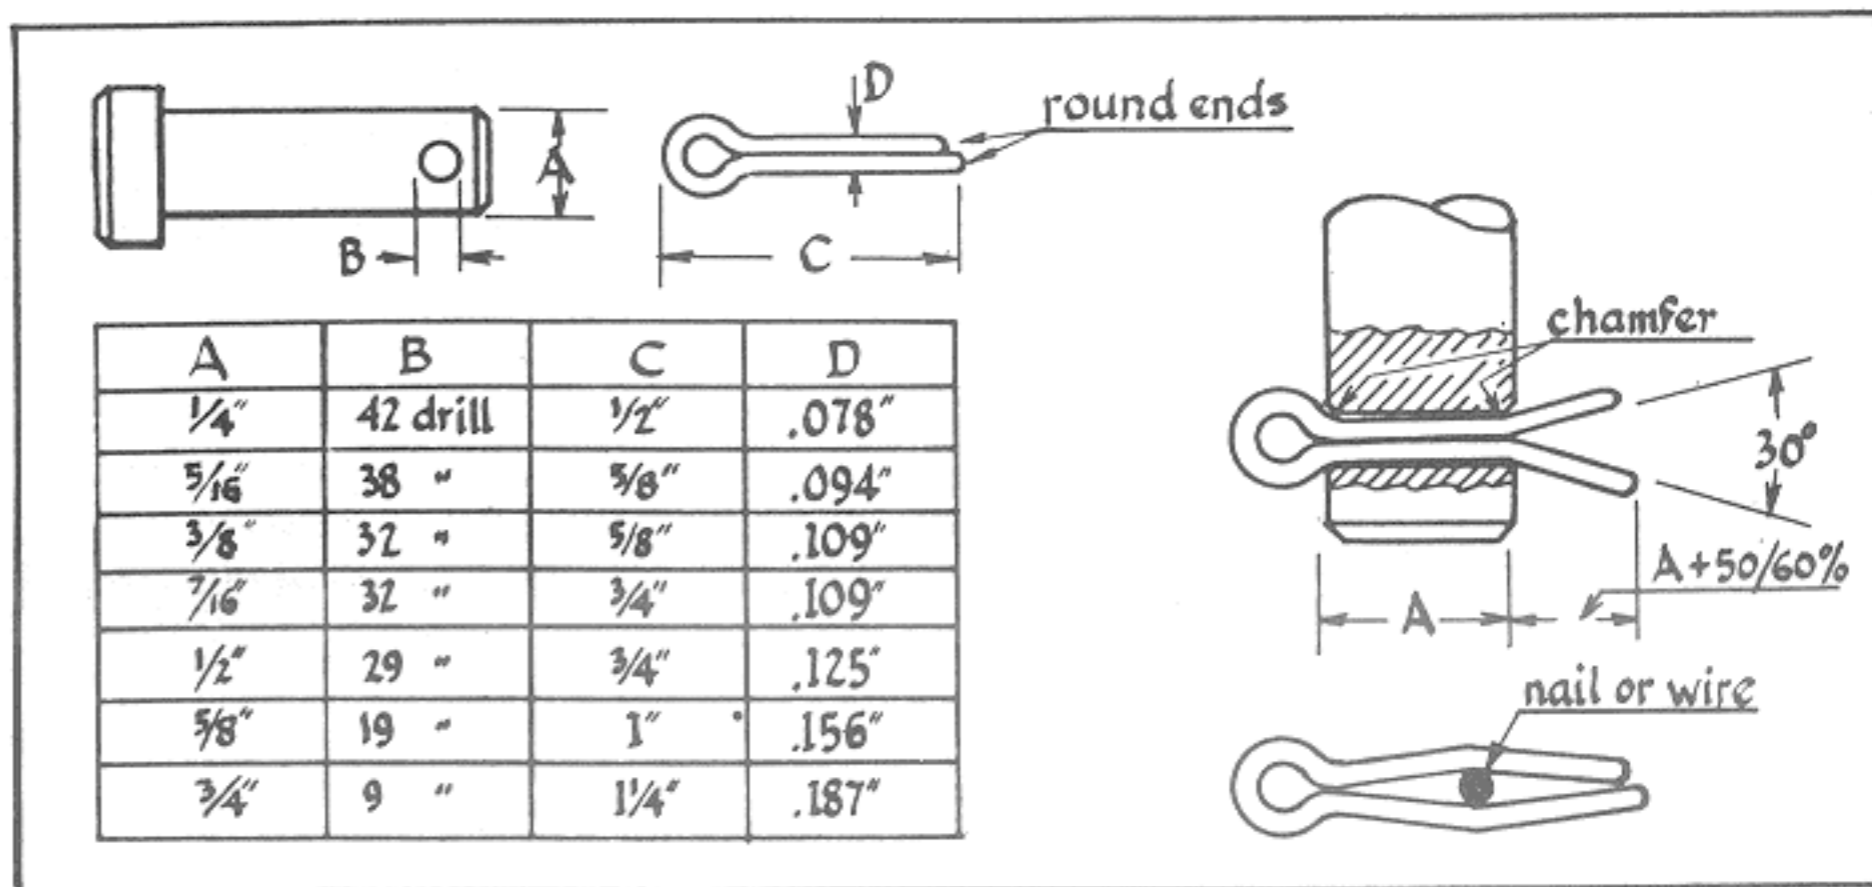 D
round ends
A
B
C
A B C D
1/4" 42 drill 1/2" .078"
5/16" 38 " 5/8" .094"
3/8" 32 " 5/8" .109"
7/16" 32 " 3/4" .109"
1/2" 29 " 3/4" .125"
5/8" 19 " 1" .156"
3/4" 9 " 1 1/4" .187"
chamfer
30°
A+50/60%
A
nail or wire